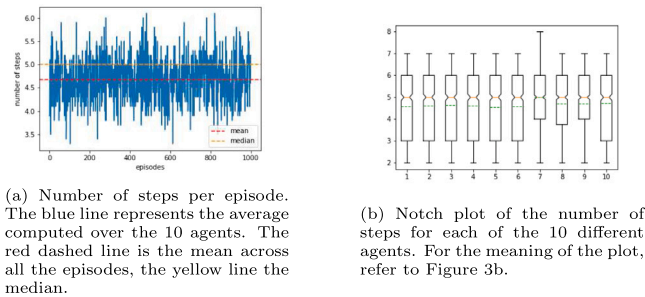 6.0
5.5
5.0
4.5
4.0
3.5
number of steps
mean
median
0
200
400
600
800
1000
episodes
(a) Number of steps per episode.
The blue line represents the average
computed over the 10 agents. The
red dashed line is the mean across
all the episodes, the yellow line the
median.
8
7
6
5
4
3
2
1
2
3
4
5
6
7
8
9
10
(b) Notch plot of the number of
steps for each of the 10 different
agents. For the meaning of the plot,
refer to Figure 3b.